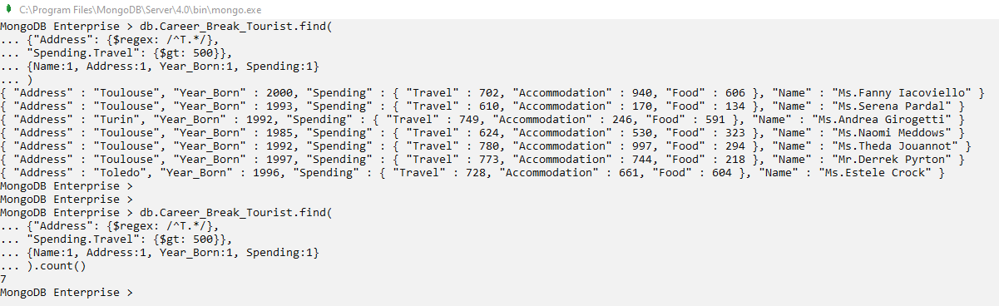 C:\Program Files\MongoDB\Server\4.0\bin\mongo.exe
MongoDB Enterprise > db.Career_Break_Tourist.find(
... {"Address": {$regex: /^T.*/},
... "Spending.Travel": {$gt: 500}},
... {Name:1, Address:1, Year_Born:1, Spending:1}
... )
{ "Address" : "Toulouse", "Year_Born" : 2000, "Spending" : { "Travel" : 702, "Accommodation" : 940, "Food" : 606 }, "Name" : "Ms.Fanny Iacoviello" }
{ "Address" : "Toulouse", "Year_Born" : 1993, "Spending" : { "Travel" : 610, "Accommodation" : 170, "Food" : 134 }, "Name" : "Ms.Serena Pardal" }
{ "Address" : "Turin", "Year_Born" : 1992, "Spending" : { "Travel" : 749, "Accommodation" : 246, "Food" : 591 }, "Name" : "Ms.Andrea Girogetti" }
{ "Address" : "Toulouse", "Year_Born" : 1985, "Spending" : { "Travel" : 624, "Accommodation" : 530, "Food" : 323 }, "Name" : "Ms.Naomi Meddows" }
{ "Address" : "Toulouse", "Year_Born" : 1992, "Spending" : { "Travel" : 780, "Accommodation" : 997, "Food" : 294 }, "Name" : "Ms.Theda Jouannot" }
{ "Address" : "Toulouse", "Year_Born" : 1997, "Spending" : { "Travel" : 773, "Accommodation" : 744, "Food" : 218 }, "Name" : "Mr.Derrek Pyrton" }
{ "Address" : "Toledo", "Year_Born" : 1996, "Spending" : { "Travel" : 728, "Accommodation" : 661, "Food" : 604 }, "Name" : "Ms.Estele Crock" }
MongoDB Enterprise >
MongoDB Enterprise >
MongoDB Enterprise > db.Career_Break_Tourist.find(
... {"Address": {$regex: /^T.*/},
... "Spending.Travel": {$gt: 500}},
... {Name:1, Address:1, Year_Born:1, Spending:1}
... ).count()
7
MongoDB Enterprise >